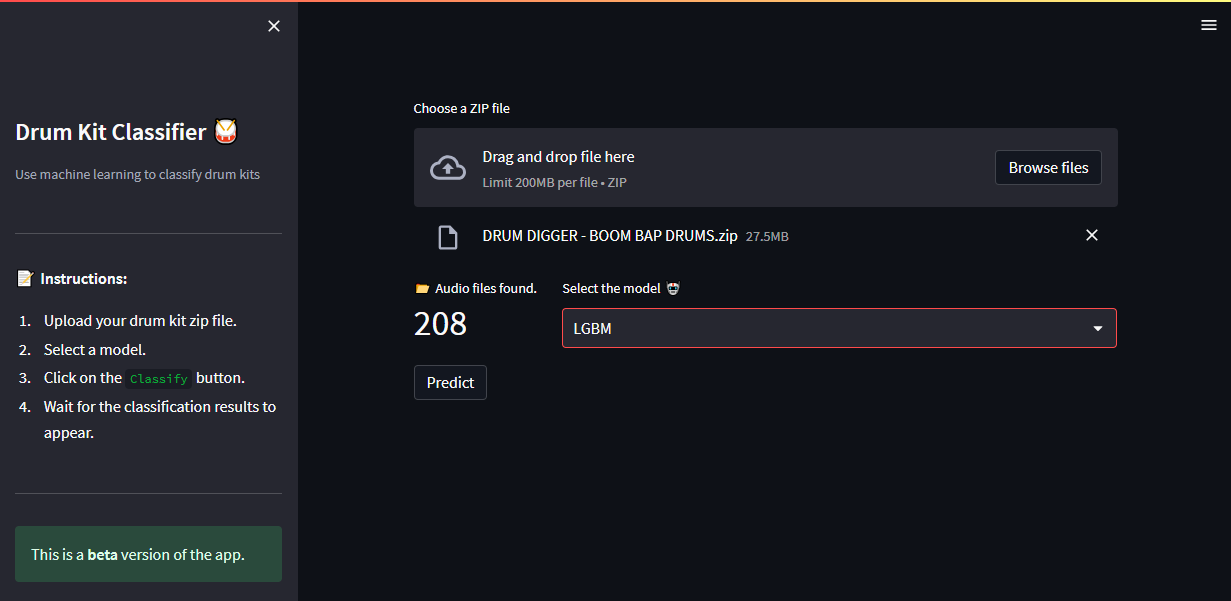 Drum Kit Classifier
Use machine learning to classify drum kits
Instructions:
1. Upload your drum kit zip file.
2. Select a model.
3. Click on the Classify button.
4. Wait for the classification results to
appear.
This is a beta version of the app.
Choose a ZIP file
Drag and drop file here
Limit 200MB per file • ZIP
Browse files
DRUM DIGGER - BOOM BAP DRUMS.zip 27.5MB
Audio files found.
208
Select the model
LGBM
Predict